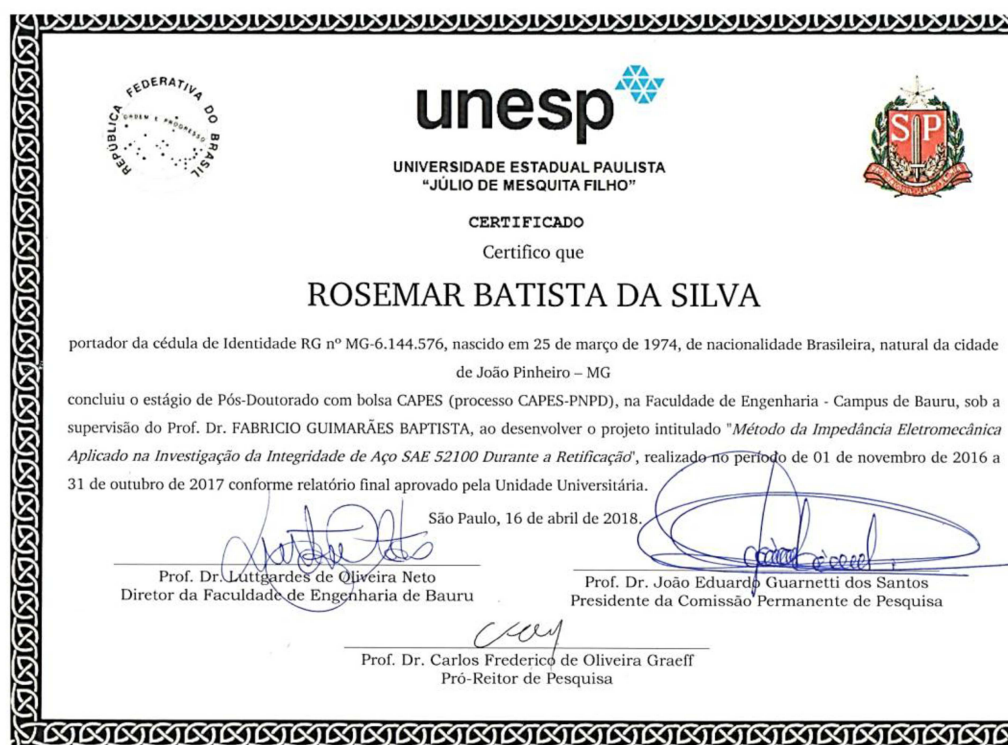 REPÚBLICA FEDERATIVA DO BRASIL
ORDEM E PROGRESSO
unesp
SP
UNIVERSIDADE ESTADUAL PAULISTA
“JÚLIO DE MESQUITA FILHO”
CERTIFICADO
Certifico que
ROSEMAR BATISTA DA SILVA
portador da cédula de Identidade RG nº MG-6.144.576, nascido em 25 de março de 1974, de nacionalidade Brasileira, natural da cidade
de João Pinheiro – MG
concluiu o estágio de Pós-Doutorado com bolsa CAPES (processo CAPES-PNPD), na Faculdade de Engenharia - Campus de Bauru, sob a
supervisão do Prof. Dr. FABRICIO GUIMARÃES BAPTISTA, ao desenvolver o projeto intitulado "Método da Impedância Eletromecânica
Aplicado na Investigação da Integridade de Aço SAE 52100 Durante a Retificação", realizado no período de 01 de novembro de 2016 a
31 de outubro de 2017 conforme relatório final aprovado pela Unidade Universitária.
São Paulo, 16 de abril de 2018.
Prof. Dr. Luttgardes de Oliveira Neto
Diretor da Faculdade de Engenharia de Bauru
Prof. Dr. João Eduardo Guarnetti dos Santos
Presidente da Comissão Permanente de Pesquisa
Prof. Dr. Carlos Frederico de Oliveira Graeff
Pró-Reitor de Pesquisa